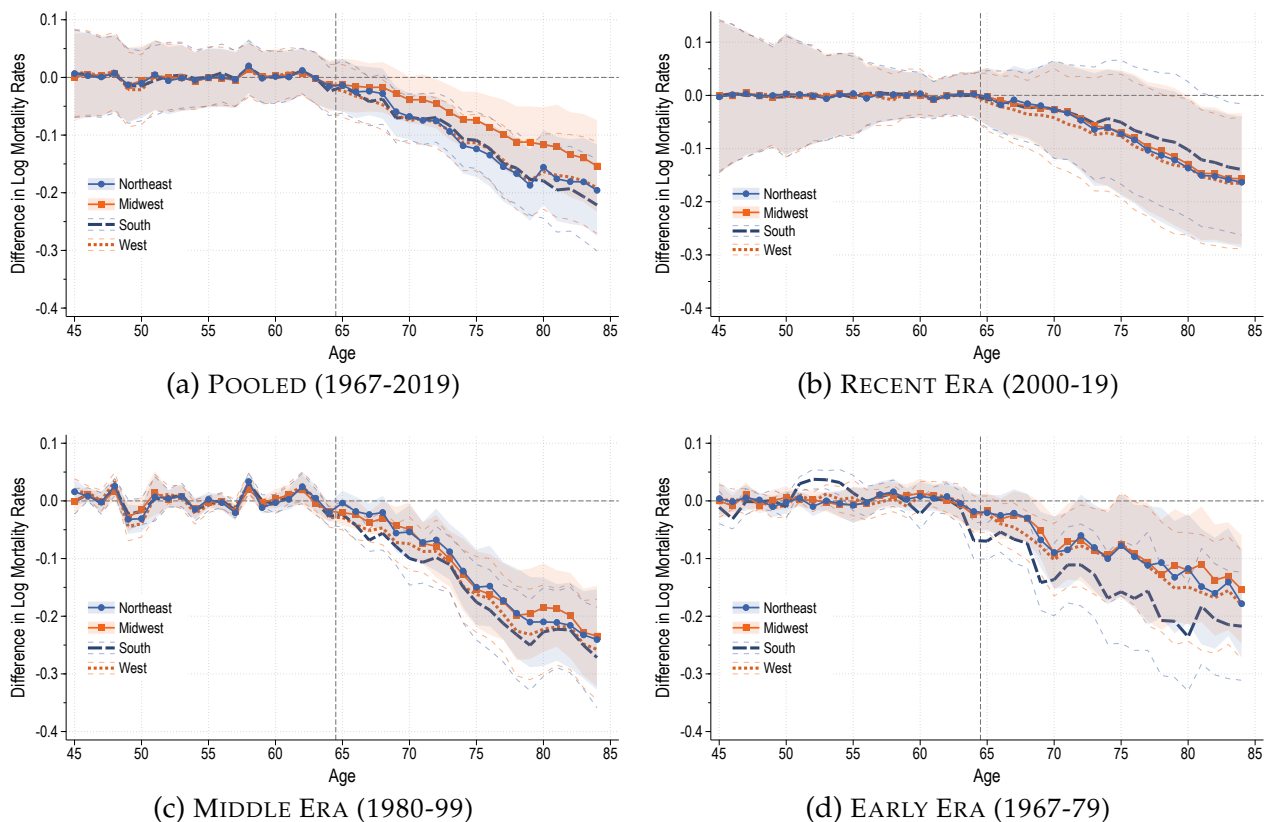 Difference in Log Mortality Rates
0.1
0.0
-0.1
-0.2
-0.3
-0.4
Northeast
Midwest
South
West
45 50 55 60 65 70 75 80 85
Age
(a) POOLED (1967-2019)
Difference in Log Mortality Rates
0.1
0.0
-0.1
-0.2
-0.3
-0.4
Northeast
Midwest
South
West
45 50 55 60 65 70 75 80 85
Age
(b) RECENT ERA (2000-19)
Difference in Log Mortality Rates
0.1
0.0
-0.1
-0.2
-0.3
-0.4
Northeast
Midwest
South
West
45 50 55 60 65 70 75 80 85
Age
(c) MIDDLE ERA (1980-99)
Difference in Log Mortality Rates
0.1
0.0
-0.1
-0.2
-0.3
-0.4
Northeast
Midwest
South
West
45 50 55 60 65 70 75 80 85
Age
(d) EARLY ERA (1967-79)